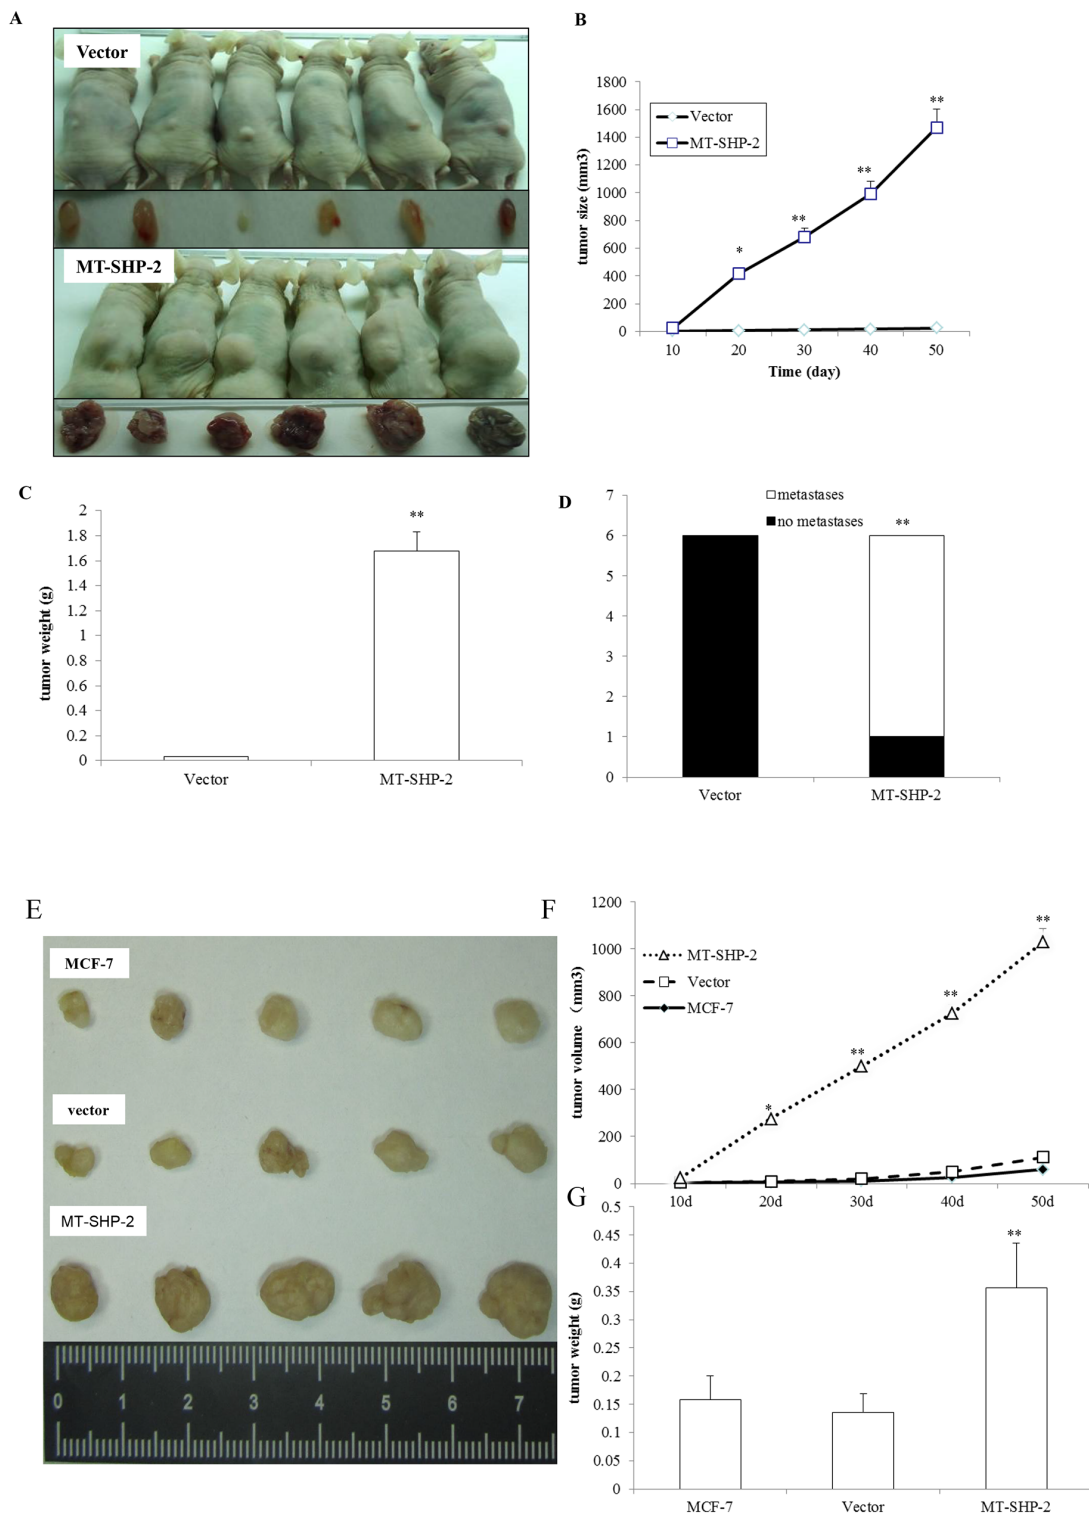 A
Vector
MT-SHP-2
B
1800
1600
1400
1200
1000
800
600
400
200
0
tumor size (mm3)
Vector
MT-SHP-2
*
**
**
**
10 20 30 40 50
Time (day)
C
2
1.8
1.6
1.4
1.2
1
0.8
0.6
0.4
0.2
0
tumor weight (g)
**
Vector MT-SHP-2
D
7
6
5
4
3
2
1
0
metastases
no metastases
**
Vector MT-SHP-2
E
MCF-7
vector
MT-SHP-2
0 1 2 3 4 5 6 7
F
1200
1000
800
600
400
200
0
tumor volume (mm3)
MT-SHP-2
Vector
MCF-7
*
**
**
**
10d 20d 30d 40d 50d
G
0.5
0.45
0.4
0.35
0.3
0.25
0.2
0.15
0.1
0.05
0
tumor weight (g)
**
MCF-7 Vector MT-SHP-2